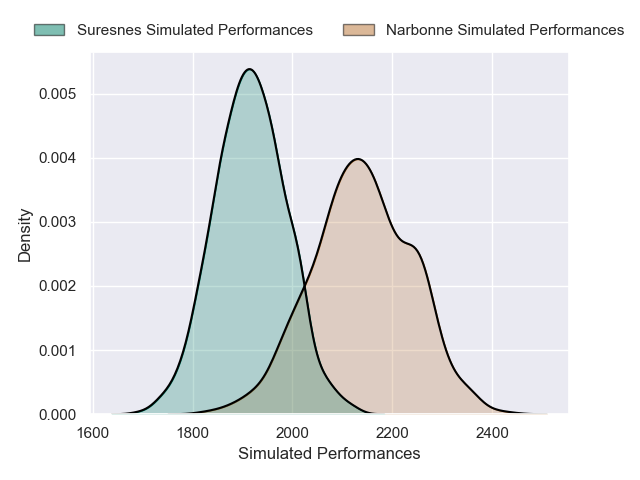 Suresnes Simulated Performances Narbonne Simulated Performances
0.005
0.004
0.003
0.002
0.001
0.000
Density
1600 1800 2000 2200 2400
Simulated Performances